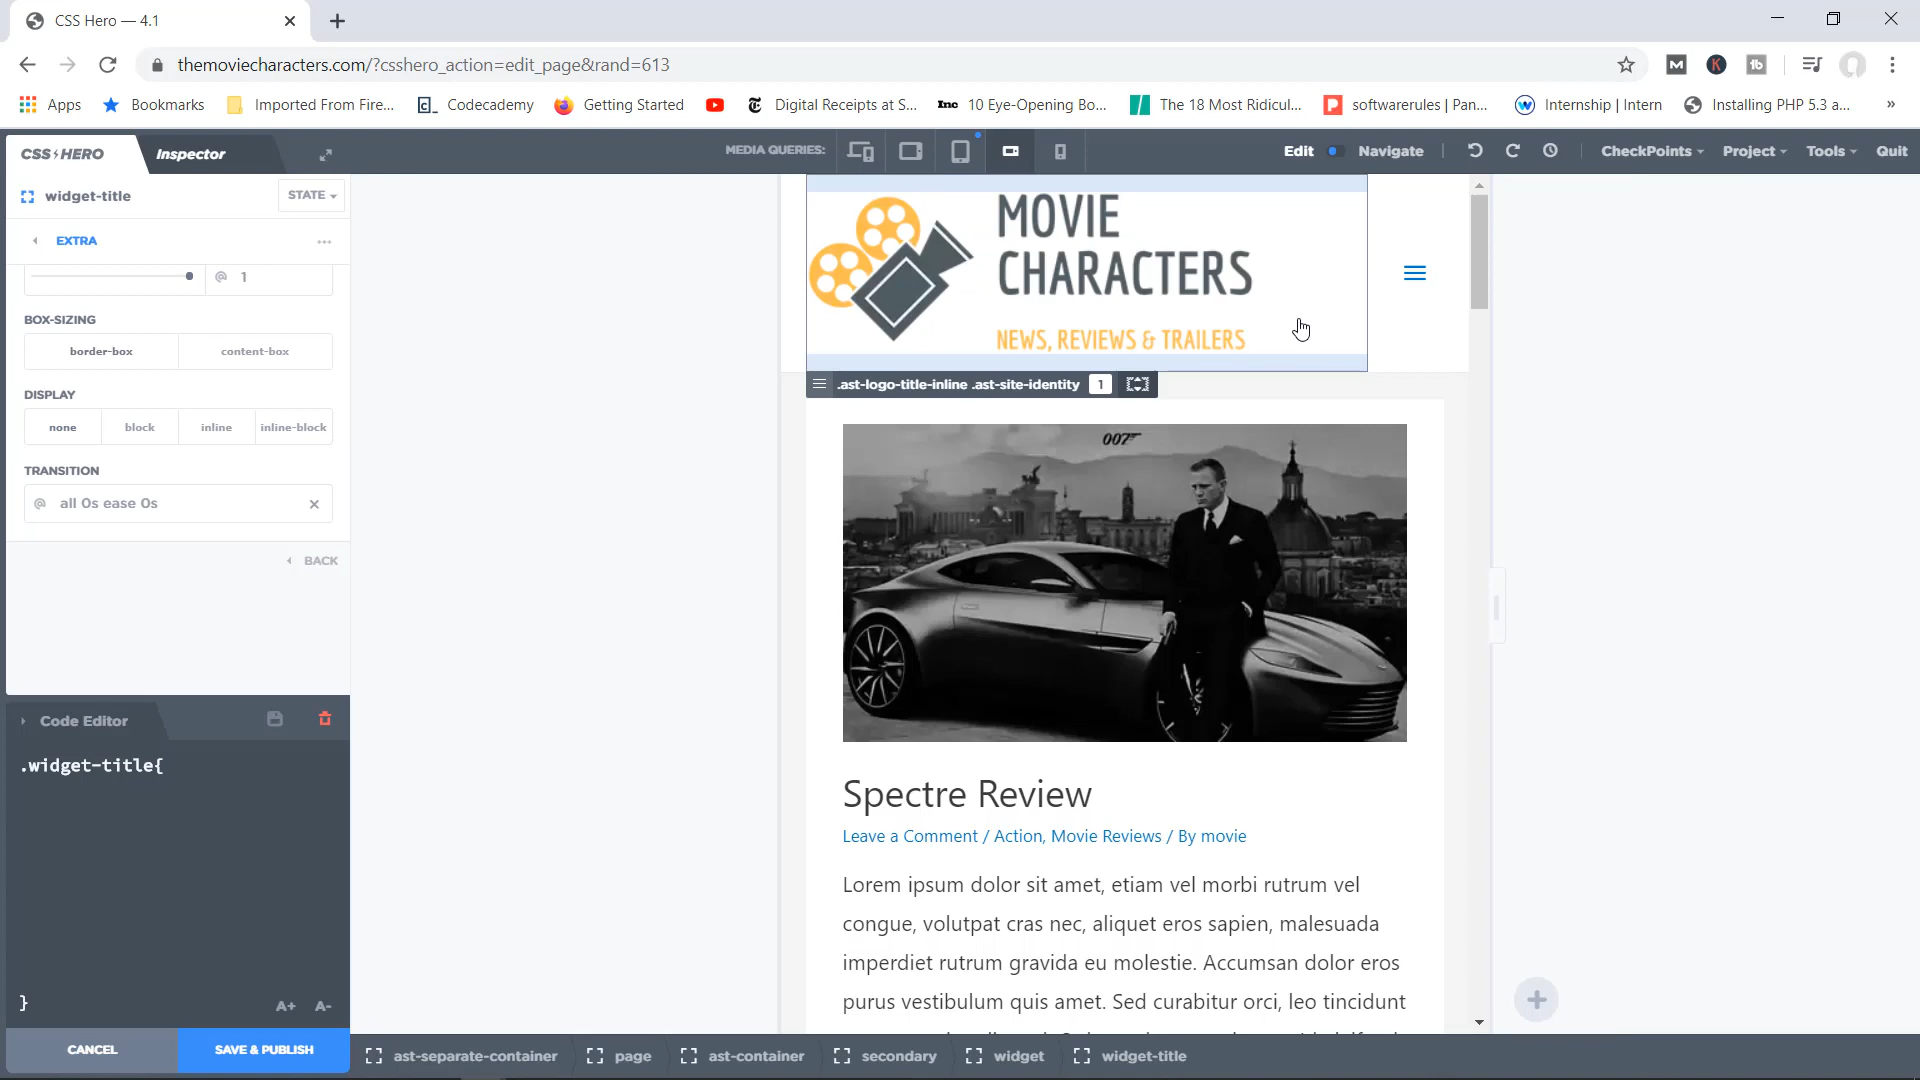 CSS Hero — 4.1
themoviecharacters.com/?csshero_action=edit_page&rand=613
Apps Bookmarks Imported From Fire... Codecademy Getting Started Digital Receipts at S... Inc 10 Eye-Opening Bo... The 18 Most Ridicul... softwarerules | Pan... Internship | Intern Installing PHP 5.3 a... »
CSS HERO Inspector MEDIA QUERIES: Edit Navigate CheckPoints Project Tools Quit
widget-title STATE
EXTRA
@ 1
BOX-SIZING
border-box content-box
DISPLAY
none block inline inline-block
TRANSITION
@ all 0s ease 0s
BACK
Code Editor
.widget-title{
}
A+ A-
CANCEL SAVE & PUBLISH
MOVIE
CHARACTERS
NEWS, REVIEWS & TRAILERS
.ast-logo-title-inline .ast-site-identity 1
007
Spectre Review
Leave a Comment / Action, Movie Reviews / By movie
Lorem ipsum dolor sit amet, etiam vel morbi rutrum vel
congue, volutpat cras nec, aliquet eros sapien, malesuada
imperdiet rutrum gravida eu molestie. Accumsan dolor eros
purus vestibulum quis amet. Sed curabitur orci, leo tincidunt
ast-separate-container page ast-container secondary widget widget-title